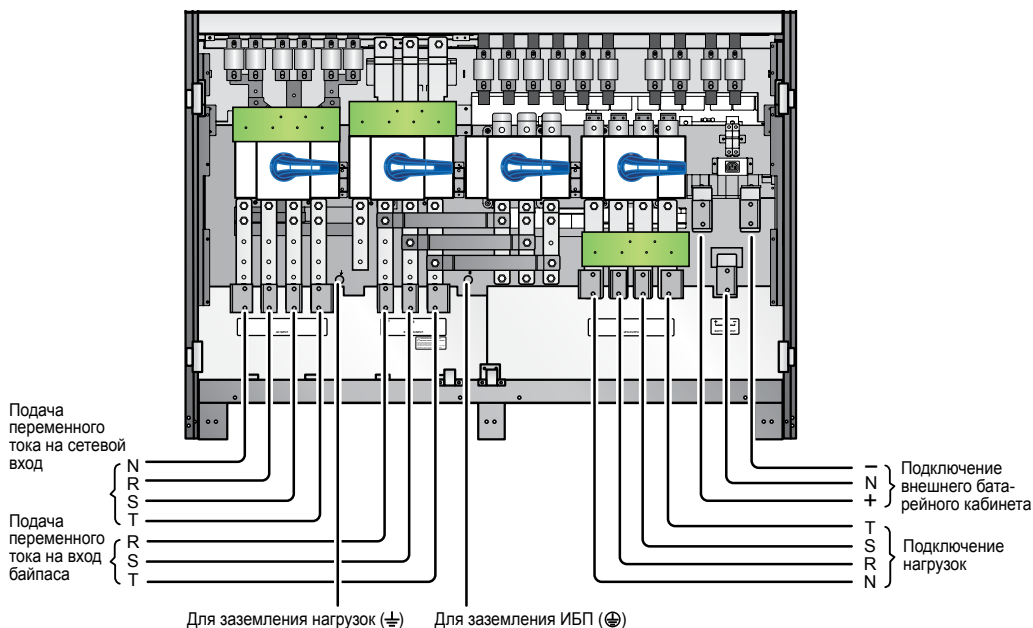 Подача
переменного
тока на сетевой
вход
N
R
S
T
Подача
переменного
тока на вход
байпаса
R
S
T
Для заземления нагрузок (⏚)
Для заземления ИБП (⏚)
–
N
+
Подключение
внешнего бата-
рейного кабинета
T
S
R
N
Подключение
нагрузок